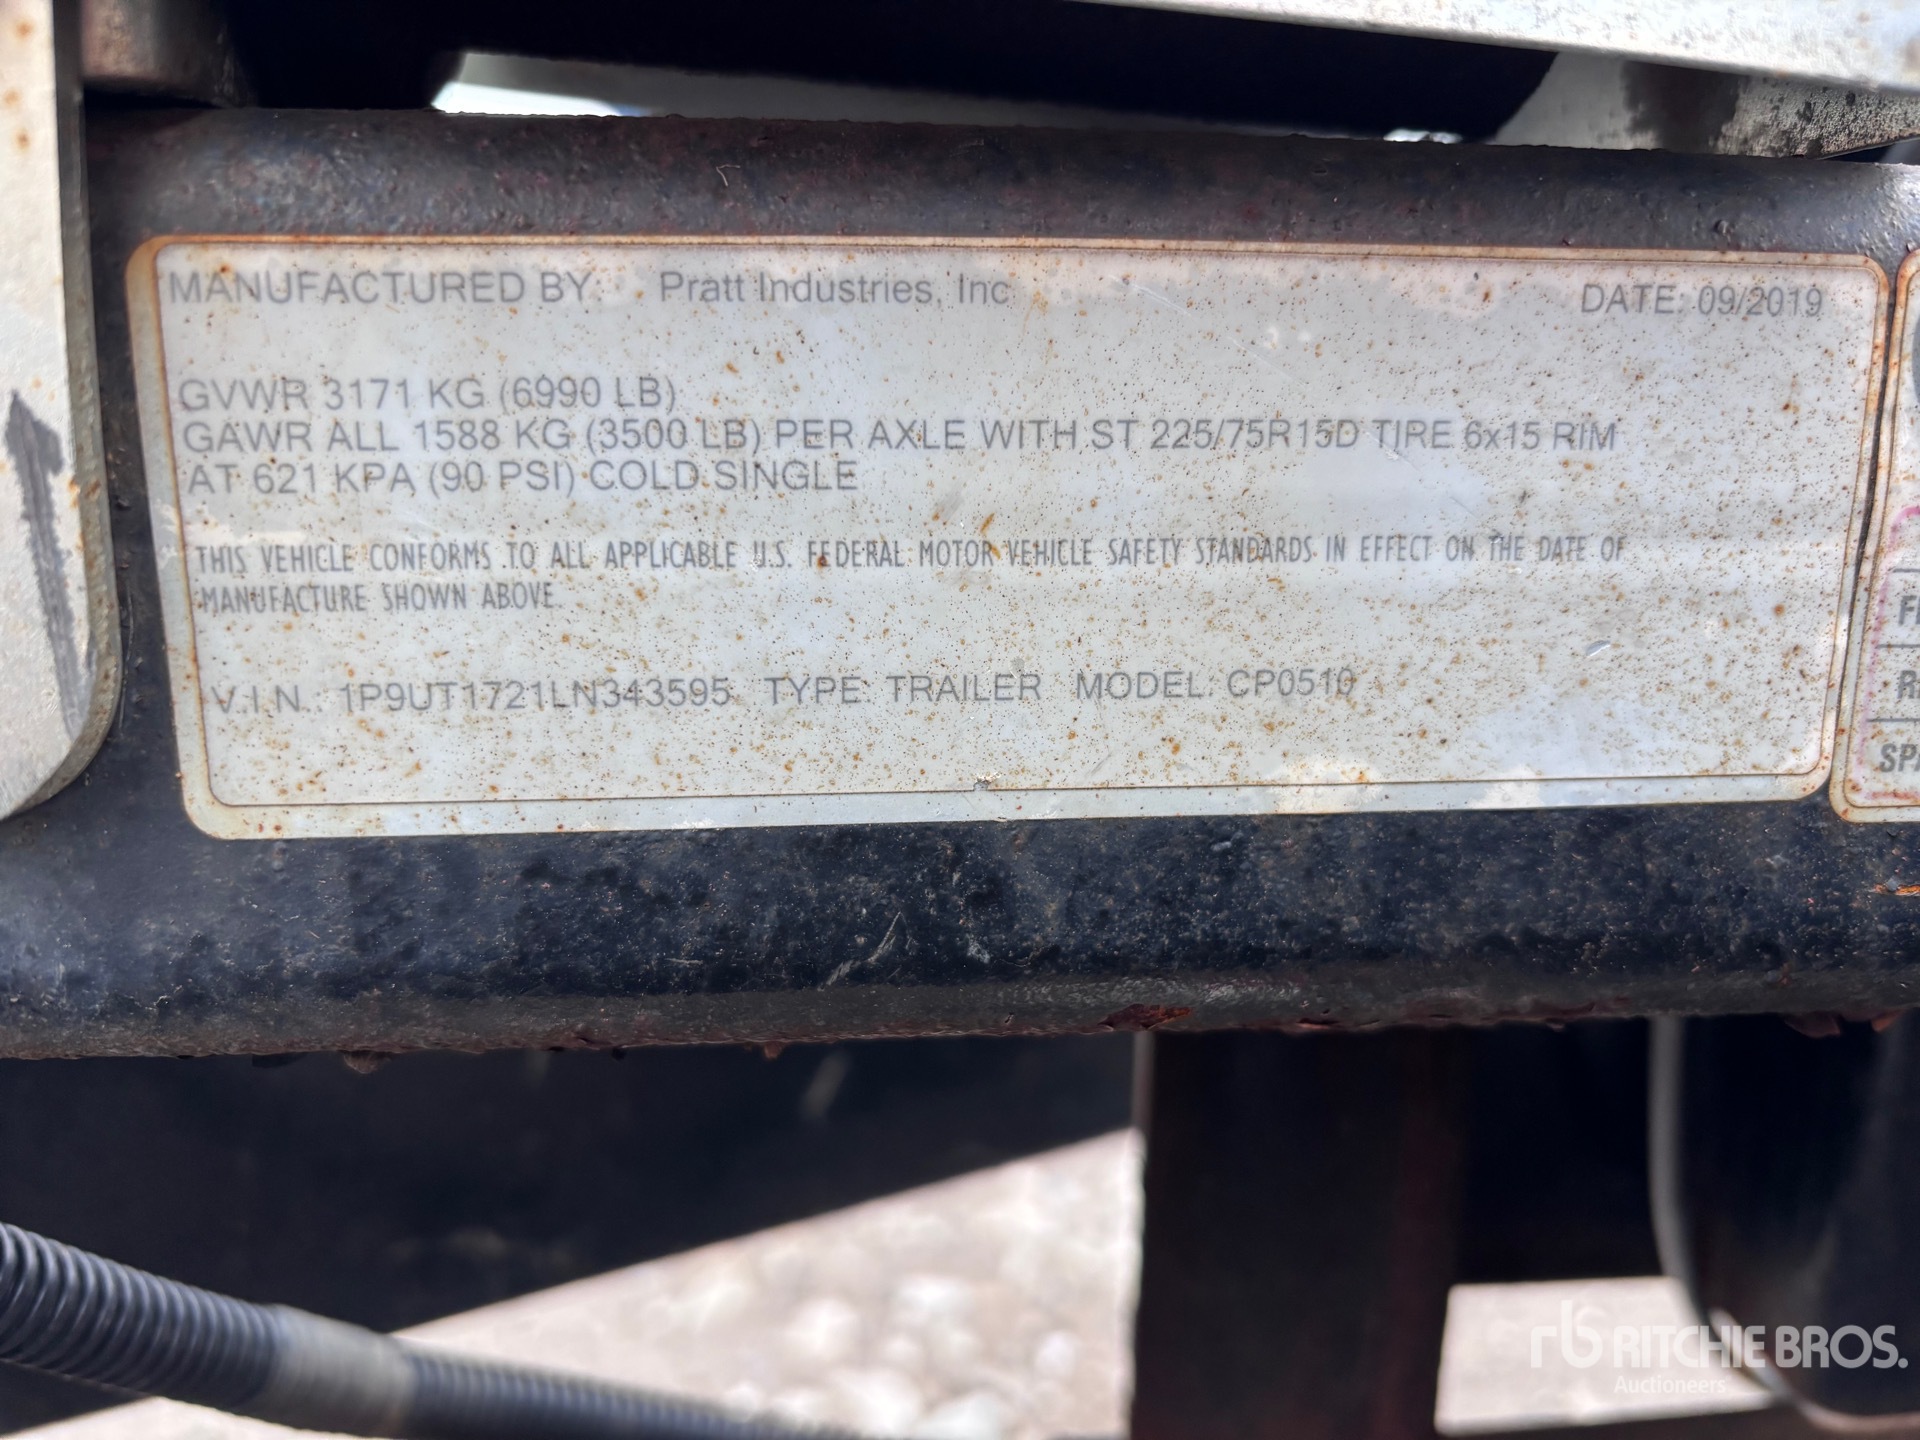 MANUFACTURED BY: Pratt Industries, Inc DATE: 09/2019
GVWR 3171 KG (6990 LB)
GAWR ALL 1588 KG (3500 LB) PER AXLE WITH ST 225/75R15D TIRE 6x15 RIM
AT 621 KPA (90 PSI) COLD SINGLE
THIS VEHICLE CONFORMS TO ALL APPLICABLE U.S. FEDERAL MOTOR VEHICLE SAFETY STANDARDS IN EFFECT ON THE DATE OF
MANUFACTURE SHOWN ABOVE.
V.I.N.: 1P9UT1721LN343595 TYPE: TRAILER MODEL: CP0510
rb RITCHIE BROS.
Auctioneers